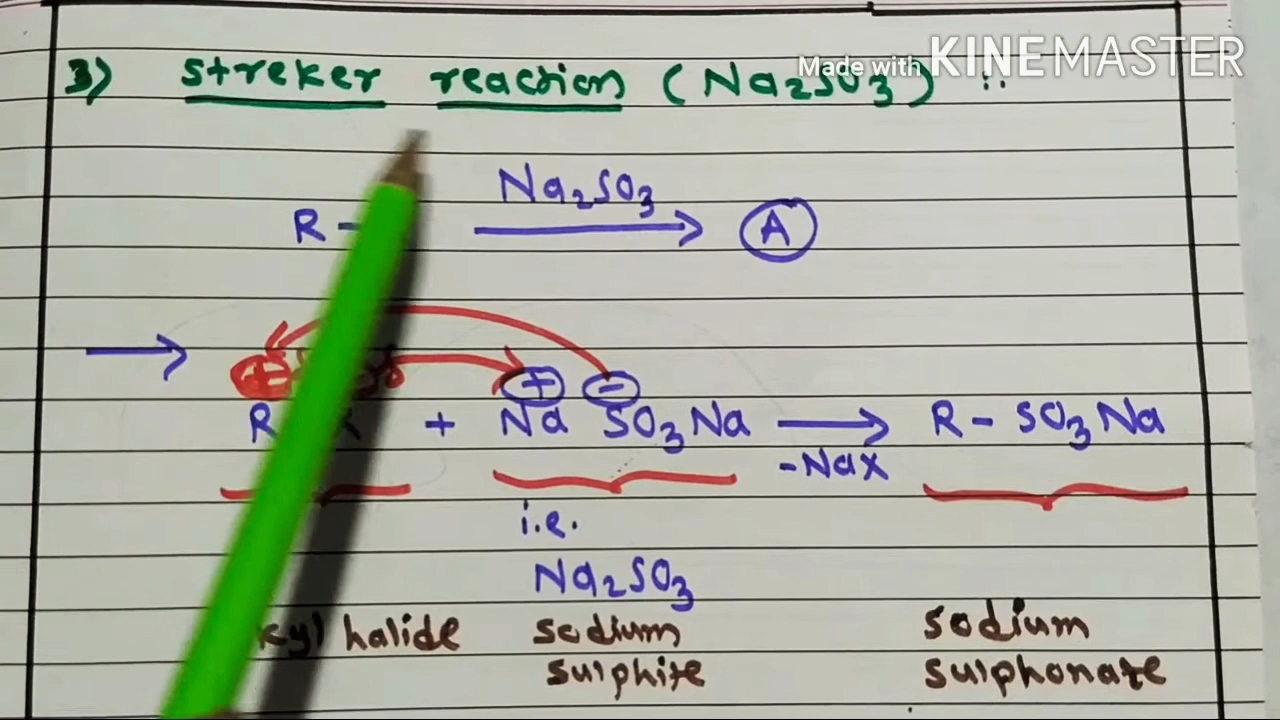 Made with KINEMASTER
3) streker reaction (Na₂SO₃) :.
R - Na₂SO₃ → A
→ ⊕ + −
R X + Na SO₃Na → R - SO₃Na
-NaX
i.e.
Na₂SO₃
halide sodium sulphite sodium sulphonate